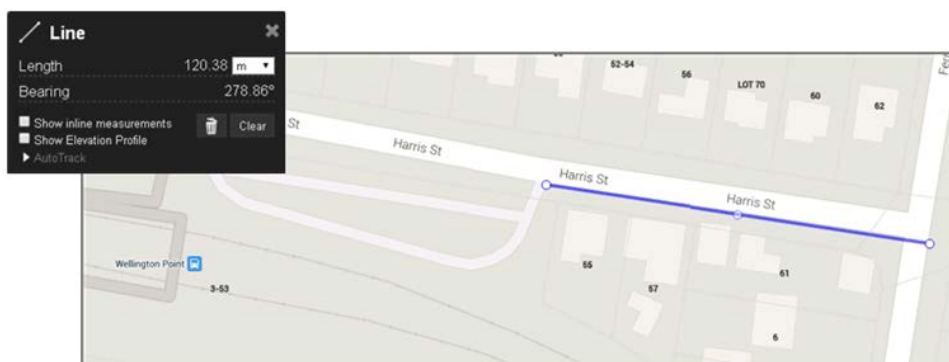 Line
Length 120.38 m
Bearing 278.86°
Show inline measurements
Show Elevation Profile
Clear
AutoTrack
St
Harris St
Harris St
Harris St
52-54
56
LOT 70
60
62
55
57
61
6
Wellington Point
3-53